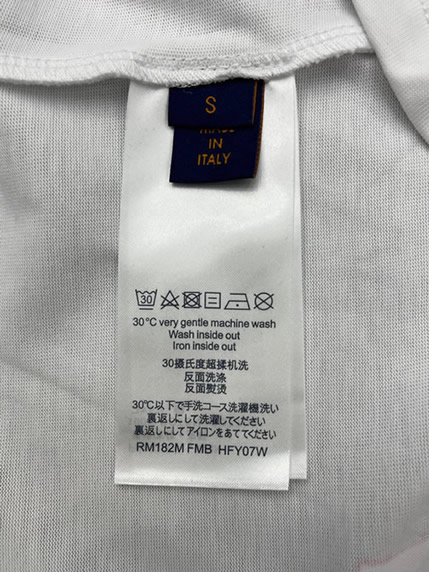 S
MADE
IN
ITALY
30
30°C very gentle machine wash
Wash inside out
Iron inside out
30摄氏度超揉机洗
反面洗涤
反面熨烫
30℃以下で手洗コース洗濯機洗い
裏返しにして洗濯してください
裏返しにしてアイロンをあててください
RM182M FMB HFY07W